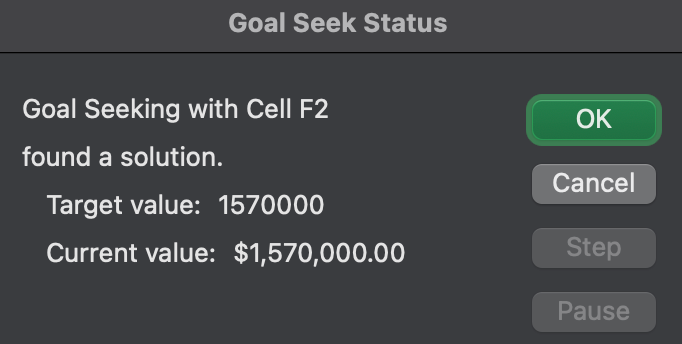 Goal Seek Status
Goal Seeking with Cell F2
found a solution.
Target value: 1570000
Current value: $1,570,000.00
OK
Cancel
Step
Pause